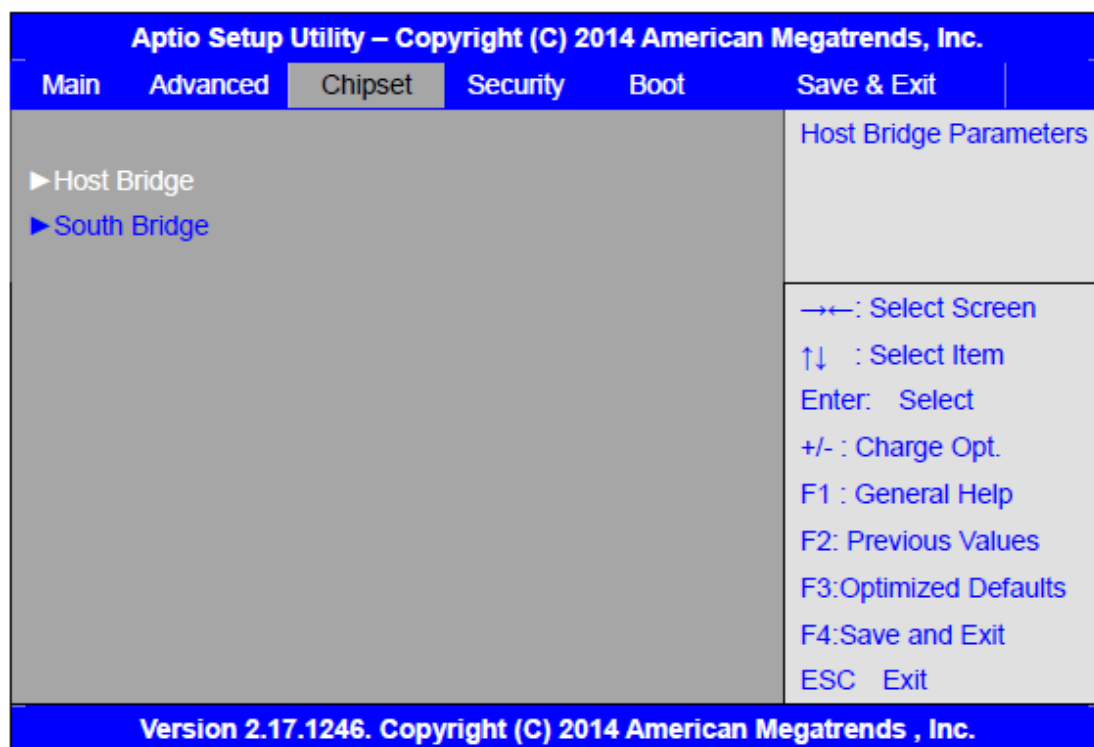 Aptio Setup Utility – Copyright (C) 2014 American Megatrends, Inc.
Main Advanced Chipset Security Boot Save & Exit
Host Bridge Parameters
►Host Bridge
►South Bridge
→←: Select Screen
↑↓ : Select Item
Enter: Select
+/- : Charge Opt.
F1 : General Help
F2: Previous Values
F3:Optimized Defaults
F4:Save and Exit
ESC Exit
Version 2.17.1246. Copyright (C) 2014 American Megatrends , Inc.